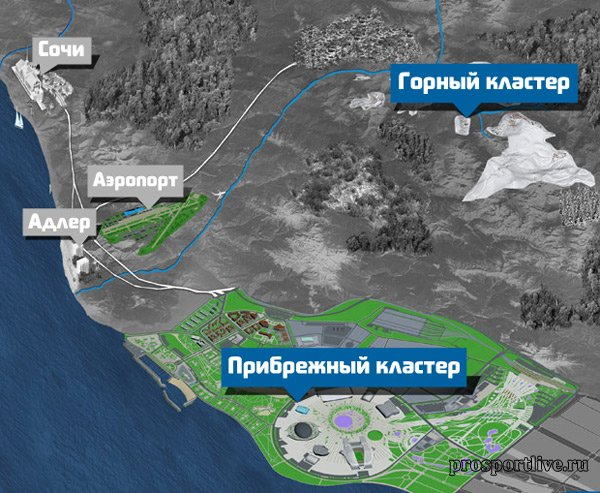 Сочи
Горный кластер
Аэропорт
Адлер
Прибрежный кластер
prosportlive.ru